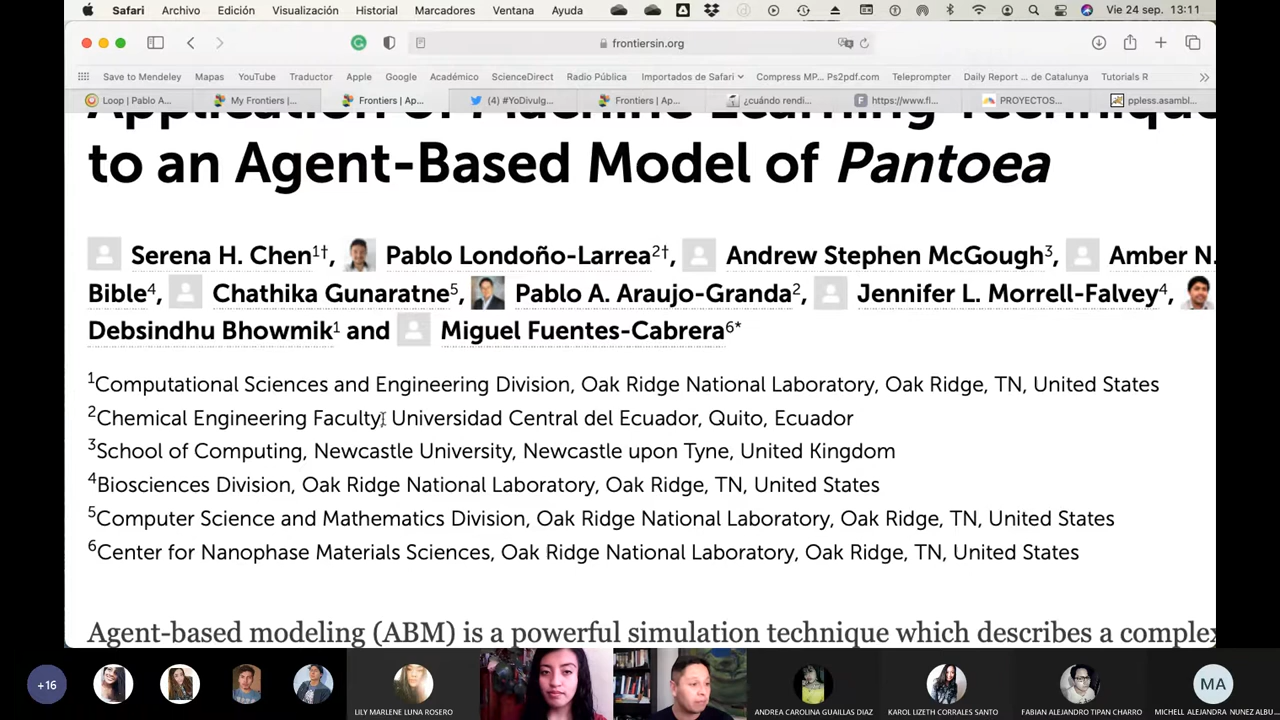 Safari Archivo Edición Visualización Historial Marcadores Ventana Ayuda Vie 24 sep. 13:11
frontiersin.org
Save to Mendeley Mapas YouTube Traductor Apple Google Académico ScienceDirect Radio Pública Importados de Safari Compress MP... Ps2pdf.com Teleprompter Daily Report ... de Catalunya Tutorials R
Loop | Pablo A... My Frontiers |... Frontiers | Ap... (4) #YoDivulg... Frontiers | Ap... ¿cuándo rendi... https://www.fl... PROYECTOS... ppless.asambl...
Application of Machine Learning Technique
to an Agent-Based Model of Pantoea
Serena H. Chen1†, Pablo Londoño-Larrea2†, Andrew Stephen McGough3, Amber N.
Bible4, Chathika Gunaratne5, Pablo A. Araujo-Granda2, Jennifer L. Morrell-Falvey4,
Debsindhu Bhowmik1 and Miguel Fuentes-Cabrera6*
1Computational Sciences and Engineering Division, Oak Ridge National Laboratory, Oak Ridge, TN, United States
2Chemical Engineering Faculty, Universidad Central del Ecuador, Quito, Ecuador
3School of Computing, Newcastle University, Newcastle upon Tyne, United Kingdom
4Biosciences Division, Oak Ridge National Laboratory, Oak Ridge, TN, United States
5Computer Science and Mathematics Division, Oak Ridge National Laboratory, Oak Ridge, TN, United States
6Center for Nanophase Materials Sciences, Oak Ridge National Laboratory, Oak Ridge, TN, United States
Agent-based modeling (ABM) is a powerful simulation technique which describes a complex
+16 MA
LILY MARLENE LUNA ROSERO ANDREA CAROLINA GUAILLAS DIAZ KAROL LIZETH CORRALES SANTO FABIAN ALEJANDRO TIPAN CHARRO MICHELL ALEJANDRA NUNEZ ALBU...